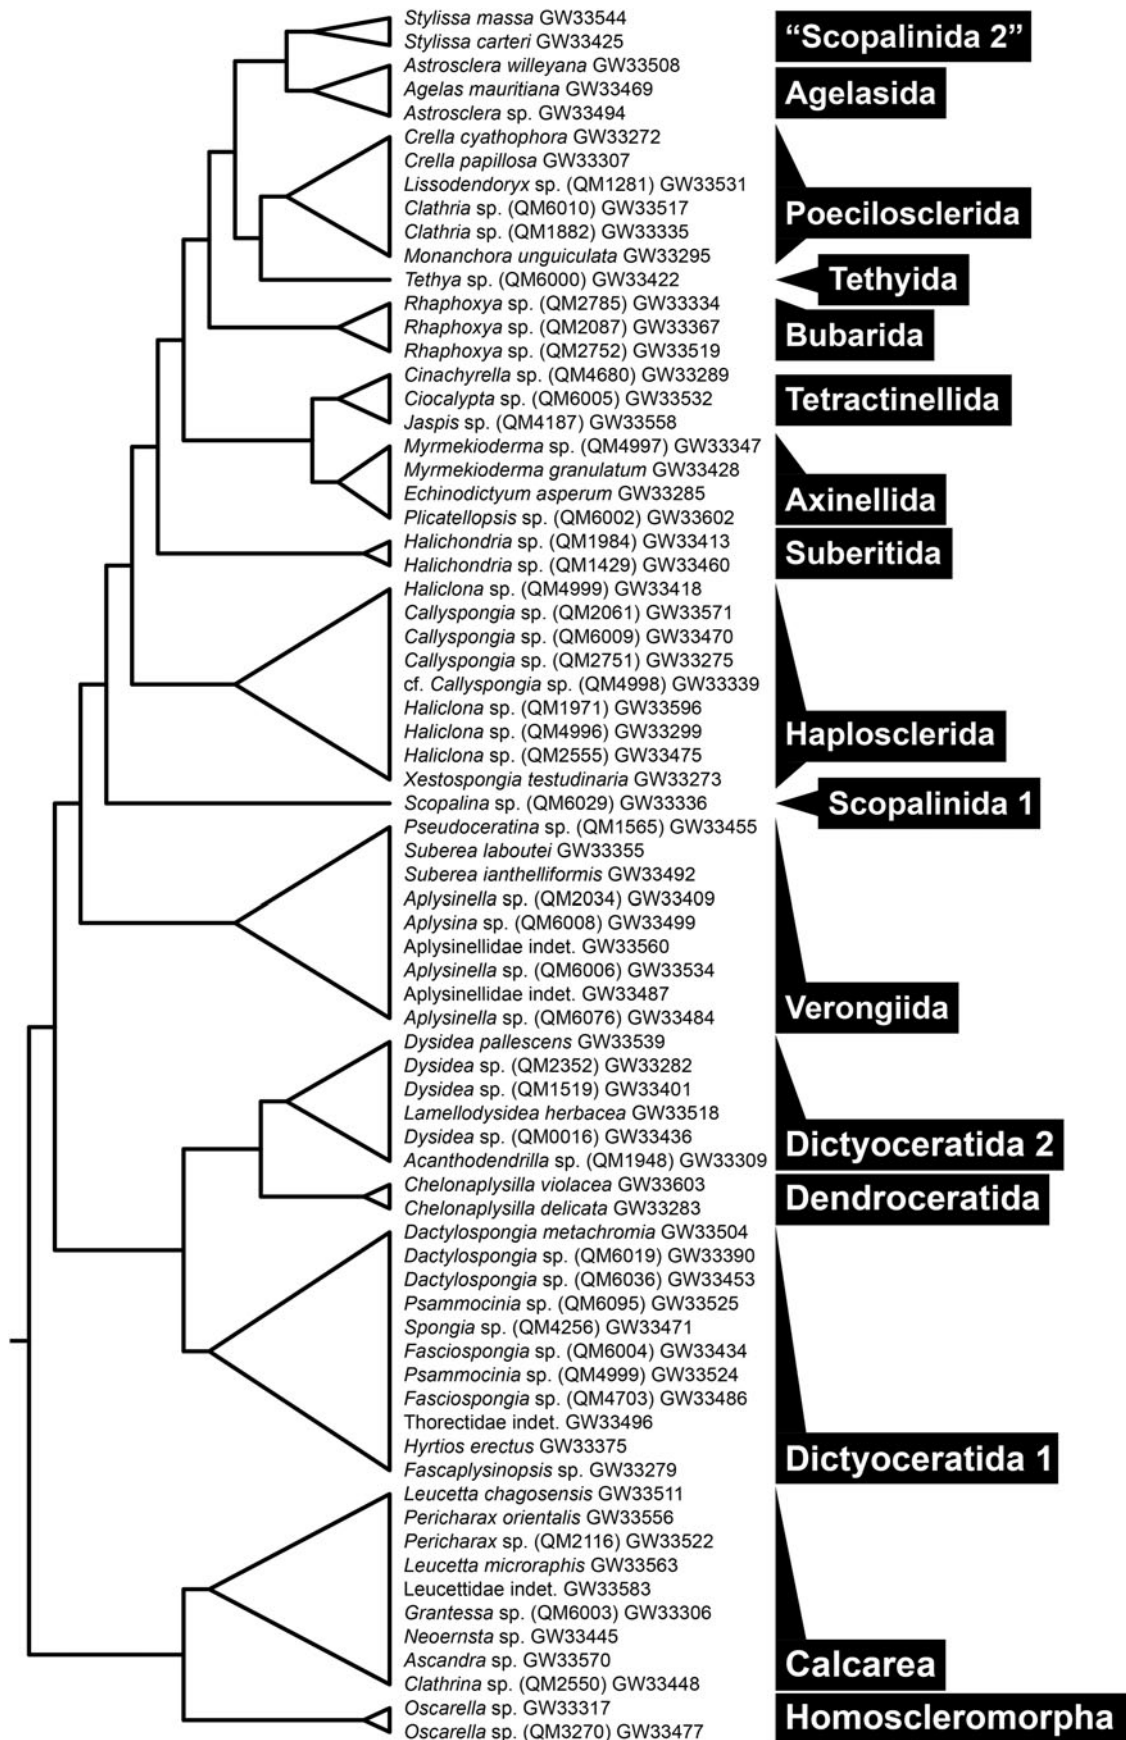 Stylissa massa GW33544
Stylissa carteri GW33425
“Scopalinida 2”
Astrosclera willeyana GW33508
Agelas mauritiana GW33469
Astrosclera sp. GW33494
Agelasida
Crella cyathophora GW33272
Crella papillosa GW33307
Lissodendoryx sp. (QM1281) GW33531
Clathria sp. (QM6010) GW33517
Clathria sp. (QM1882) GW33335
Monanchora unguiculata GW33295
Poecilosclerida
Tethya sp. (QM6000) GW33422
Tethyida
Rhaphoxya sp. (QM2785) GW33334
Rhaphoxya sp. (QM2087) GW33367
Rhaphoxya sp. (QM2752) GW33519
Bubarida
Cinachyrella sp. (QM4680) GW33289
Ciocalypta sp. (QM6005) GW33532
Jaspis sp. (QM4187) GW33558
Tetractinellida
Myrmekioderma sp. (QM4997) GW33347
Myrmekioderma granulatum GW33428
Echinodictyum asperum GW33285
Plicatellopsis sp. (QM6002) GW33602
Axinellida
Halichondria sp. (QM1984) GW33413
Halichondria sp. (QM1429) GW33460
Suberitida
Haliclona sp. (QM4999) GW33418
Callyspongia sp. (QM2061) GW33571
Callyspongia sp. (QM6009) GW33470
Callyspongia sp. (QM2751) GW33275
cf. Callyspongia sp. (QM4998) GW33339
Haliclona sp. (QM1971) GW33596
Haliclona sp. (QM4996) GW33299
Haliclona sp. (QM2555) GW33475
Xestospongia testudinaria GW33273
Haplosclerida
Scopalina sp. (QM6029) GW33336
Scopalinida 1
Pseudoceratina sp. (QM1565) GW33455
Suberea laboutei GW33355
Suberea ianthelliformis GW33492
Aplysinella sp. (QM2034) GW33409
Aplysina sp. (QM6008) GW33499
Aplysinellidae indet. GW33560
Aplysinella sp. (QM6006) GW33534
Aplysinellidae indet. GW33487
Aplysinella sp. (QM6076) GW33484
Verongiida
Dysidea pallescens GW33539
Dysidea sp. (QM2352) GW33282
Dysidea sp. (QM1519) GW33401
Lamellodysidea herbacea GW33518
Dysidea sp. (QM0016) GW33436
Acanthodendrilla sp. (QM1948) GW33309
Dictyoceratida 2
Chelonaplysilla violacea GW33603
Chelonaplysilla delicata GW33283
Dendroceratida
Dactylospongia metachromia GW33504
Dactylospongia sp. (QM6019) GW33390
Dactylospongia sp. (QM6036) GW33453
Psammocinia sp. (QM6095) GW33525
Spongia sp. (QM4256) GW33471
Fasciospongia sp. (QM6004) GW33434
Psammocinia sp. (QM4999) GW33524
Fasciospongia sp. (QM4703) GW33486
Thorectidae indet. GW33496
Hyrtios erectus GW33375
Fascaplysinopsis sp. GW33279
Dictyoceratida 1
Leucetta chagosensis GW33511
Pericharax orientalis GW33556
Pericharax sp. (QM2116) GW33522
Leucetta microraphis GW33563
Leucettidae indet. GW33583
Grantessa sp. (QM6003) GW33306
Neoernsta sp. GW33445
Ascandra sp. GW33570
Clathrina sp. (QM2550) GW33448
Calcarea
Oscarella sp. GW33317
Oscarella sp. (QM3270) GW33477
Homoscleromorpha